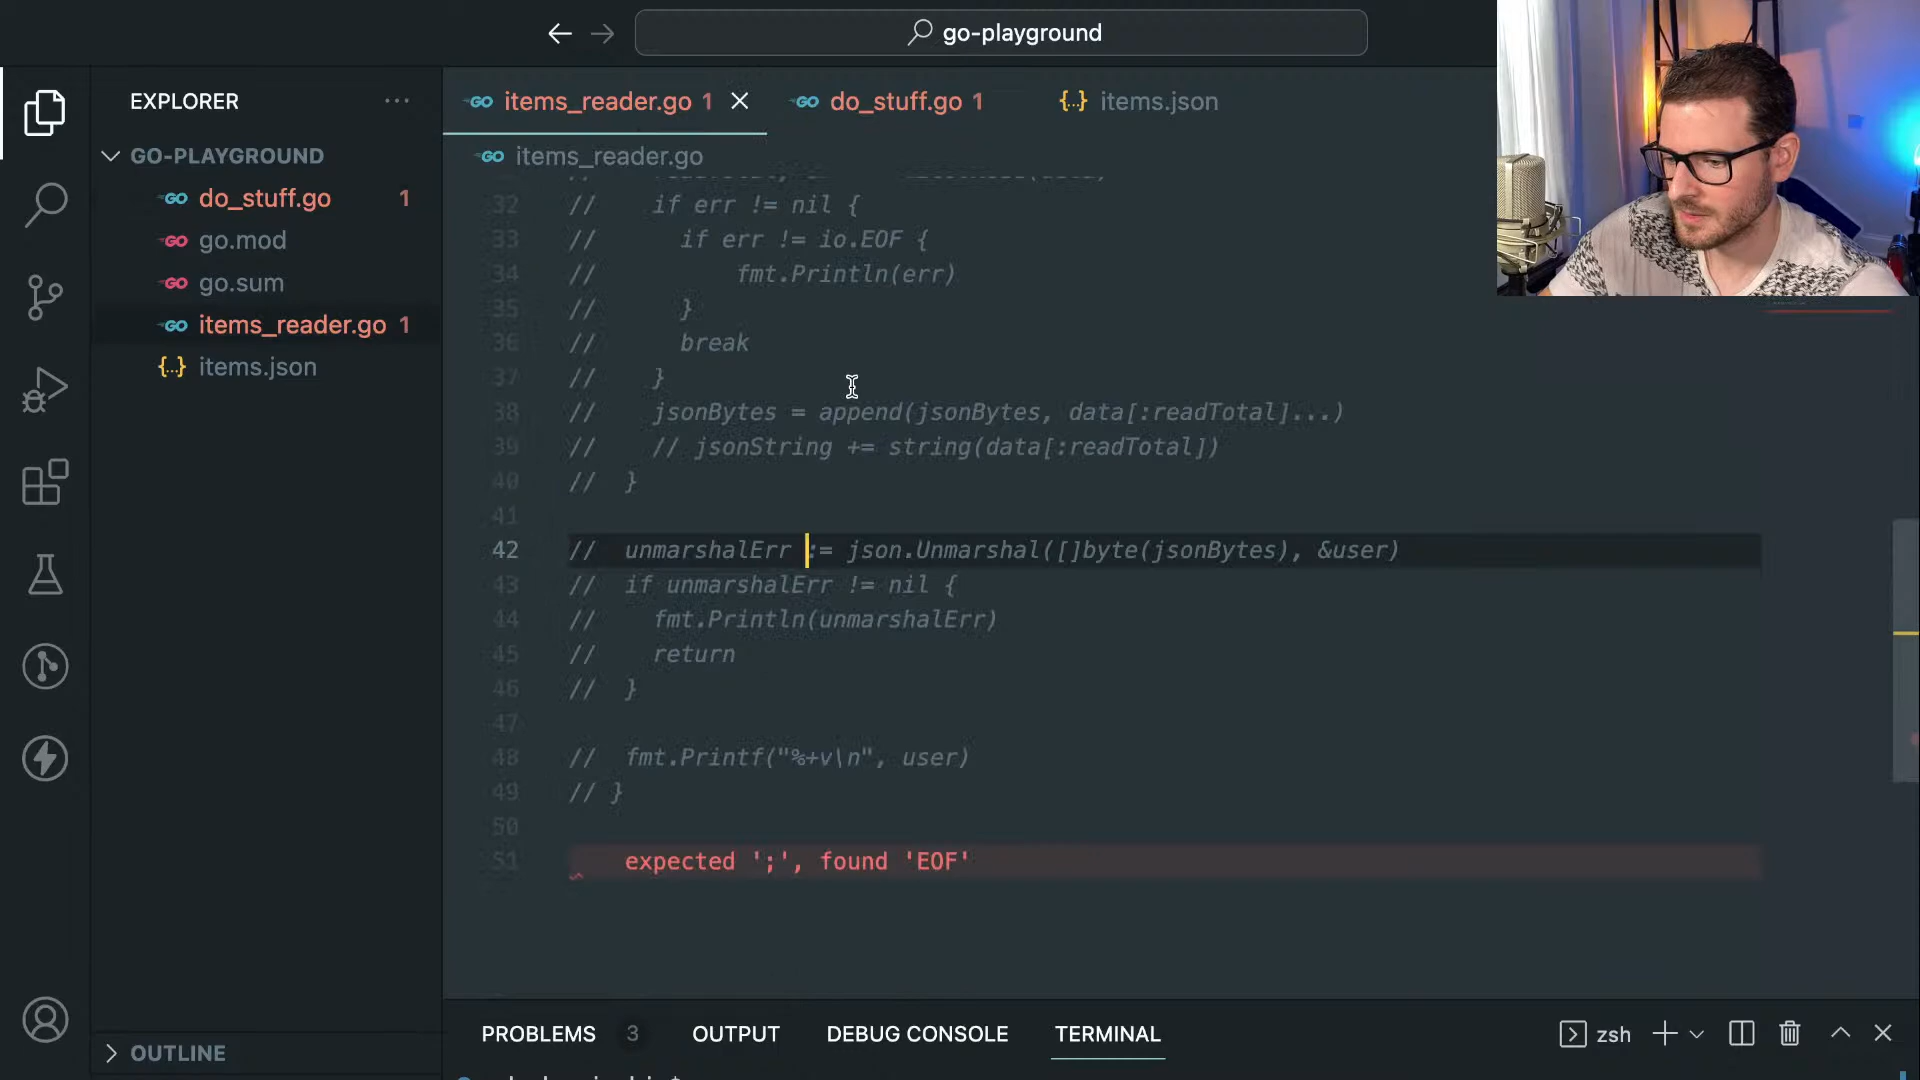 go-playground
EXPLORER
GO-PLAYGROUND
do_stuff.go 1
go.mod
go.sum
items_reader.go 1
items.json
OUTLINE
items_reader.go 1
do_stuff.go 1
items.json
items_reader.go
32 // if err != nil {
33 // if err != io.EOF {
34 // fmt.Println(err)
35 // }
36 // break
37 // }
38 // jsonBytes = append(jsonBytes, data[:readTotal]...)
39 // // jsonString += string(data[:readTotal])
40 // }
41
42 // unmarshalErr := json.Unmarshal([]byte(jsonBytes), &user)
43 // if unmarshalErr != nil {
44 // fmt.Println(unmarshalErr)
45 // return
46 // }
47
48 // fmt.Printf("%+v\n", user)
49 // }
50
51 expected ';', found 'EOF'
PROBLEMS 3 OUTPUT DEBUG CONSOLE TERMINAL zsh